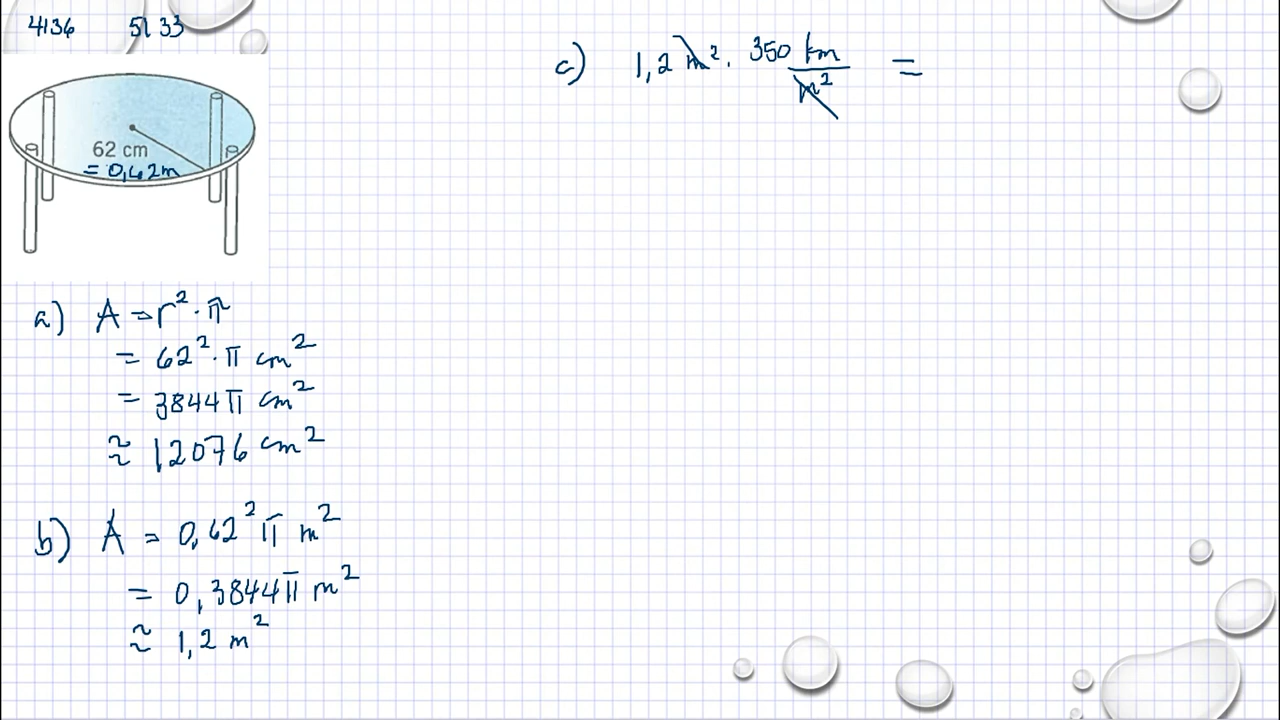 4136 5133
62 cm
= 0,62m
a) A = r² · π
= 62² · π cm²
= 3844π cm²
≈ 12076 cm²
b) A = 0,62² π m²
= 0,3844π m²
≈ 1,2 m²
c) 1,2 m² · 350 km/m² =